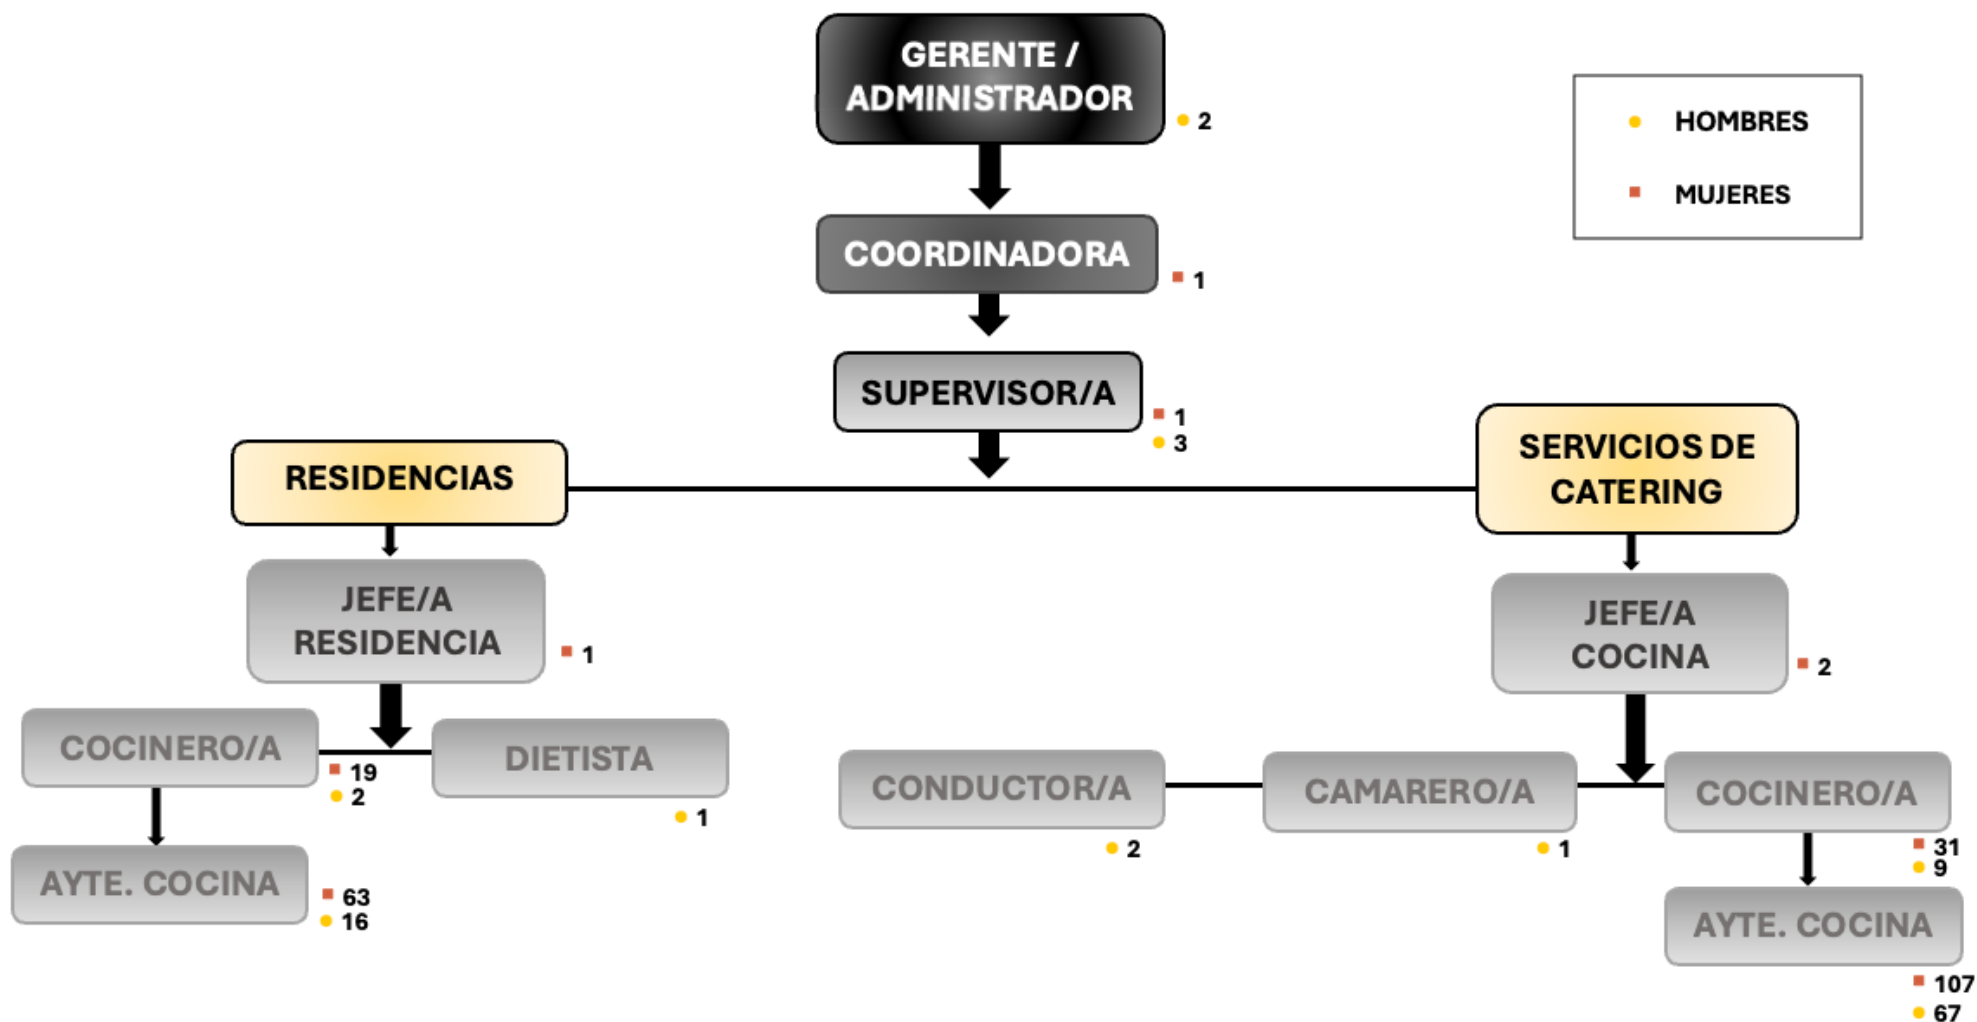 GERENTE /
ADMINISTRADOR
2
HOMBRES
MUJERES
COORDINADORA
1
SUPERVISOR/A
1
3
RESIDENCIAS
SERVICIOS DE
CATERING
JEFE/A
RESIDENCIA
1
JEFE/A
COCINA
2
COCINERO/A
19
2
DIETISTA
1
CONDUCTOR/A
2
CAMARERO/A
1
COCINERO/A
31
9
AYTE. COCINA
63
16
AYTE. COCINA
107
67